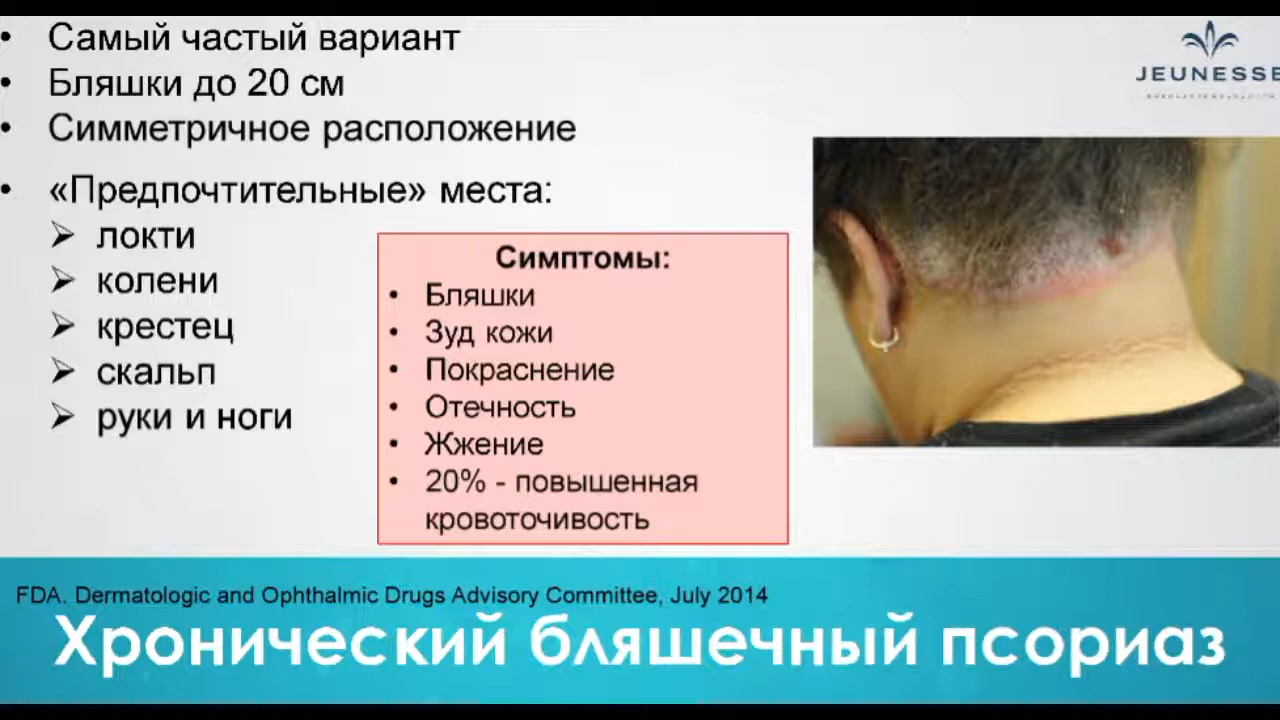 • Самый частый вариант
• Бляшки до 20 см
• Симметричное расположение
• «Предпочтительные» места:
➢ локти
➢ колени
➢ крестец
➢ скальп
➢ руки и ноги
Симптомы:
• Бляшки
• Зуд кожи
• Покраснение
• Отечность
• Жжение
• 20% - повышенная
кровоточивость
JEUNESSE
FDA. Dermatologic and Ophthalmic Drugs Advisory Committee, July 2014
Хронический бляшечный псориаз